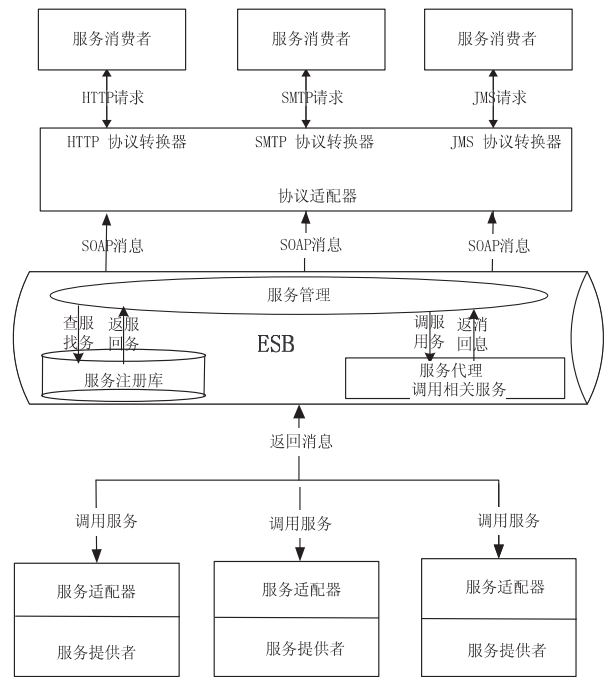 服务消费者 服务消费者 服务消费者
HTTP请求 SMTP请求 JMS请求
HTTP 协议转换器 SMTP 协议转换器 JMS 协议转换器
协议适配器
SOAP消息 SOAP消息 SOAP消息
服务管理
查找服务 返回服务 调用服务 返回消息
ESB
服务注册库
服务代理
调用相关服务
返回消息
调用服务 调用服务 调用服务
服务适配器 服务适配器 服务适配器
服务提供者 服务提供者 服务提供者